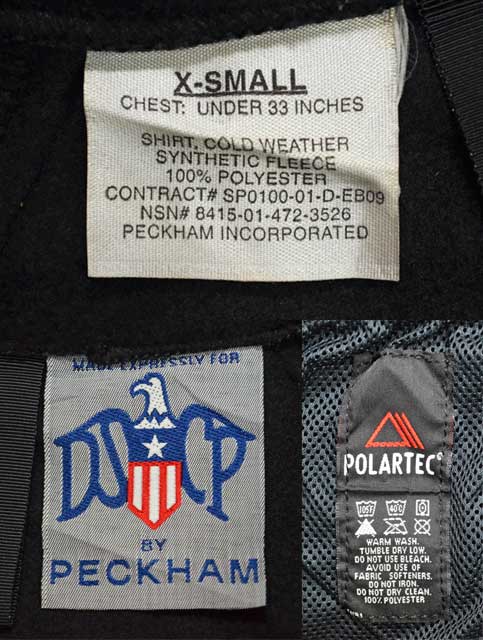 X-SMALL
CHEST: UNDER 33 INCHES
SHIRT, COLD WEATHER
SYNTHETIC FLEECE
100% POLYESTER
CONTRACT# SP0100-01-D-EB09
NSN# 8415-01-472-3526
PECKHAM INCORPORATED
MADE EXPRESSLY FOR
DSCP
BY
PECKHAM
POLARTEC®
105F 40°C
WARM WASH.
TUMBLE DRY LOW.
DO NOT USE BLEACH.
AVOID USE OF
FABRIC SOFTENERS.
DO NOT IRON.
DO NOT DRY CLEAN.
100% POLYESTER